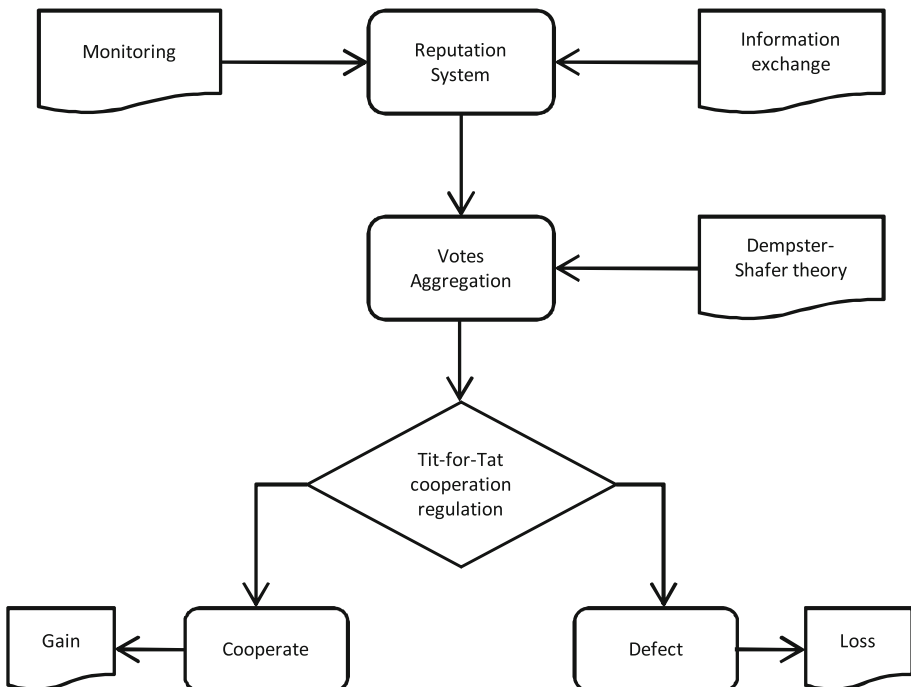 Monitoring
Reputation
System
Information
exchange
Votes
Aggregation
Dempster-
Shafer theory
Tit-for-Tat
cooperation
regulation
Gain
Cooperate
Defect
Loss